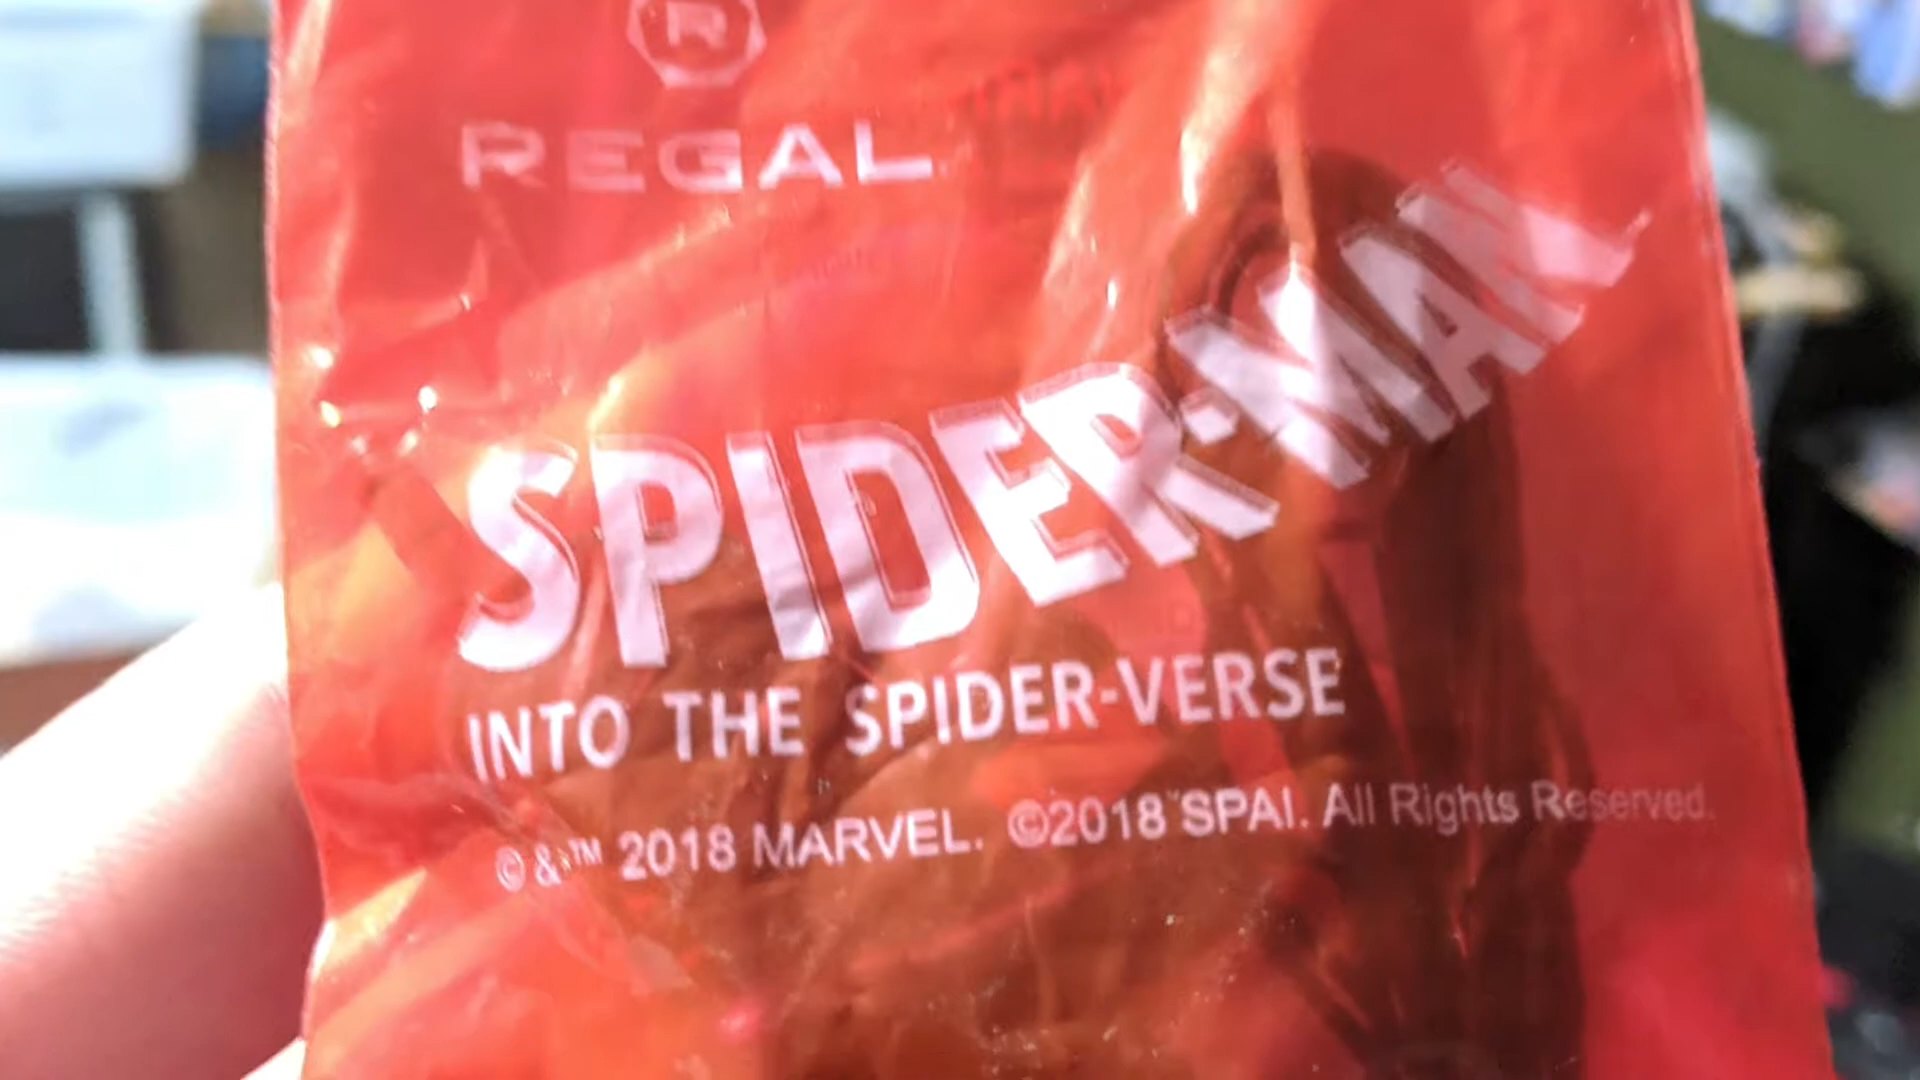 R
REGAL
SPIDER-MAN
INTO THE SPIDER-VERSE
© &™ 2018 MARVEL. ©2018 SPAI. All Rights Reserved.